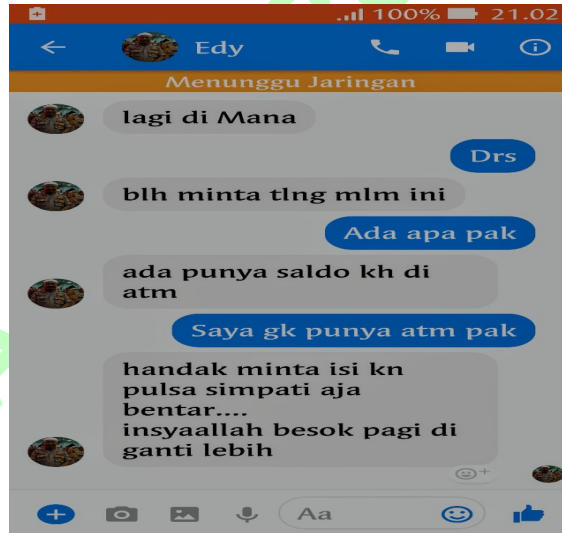 100% 21.02
Edy
Menunggu Jaringan
lagi di Mana
Drs
blh minta tlng mlm ini
Ada apa pak
ada punya saldo kh di
atm
Saya gk punya atm pak
handak minta isi kn
pulsa simpati aja
bentar....
insyaallah besok pagi di
ganti lebih
Aa